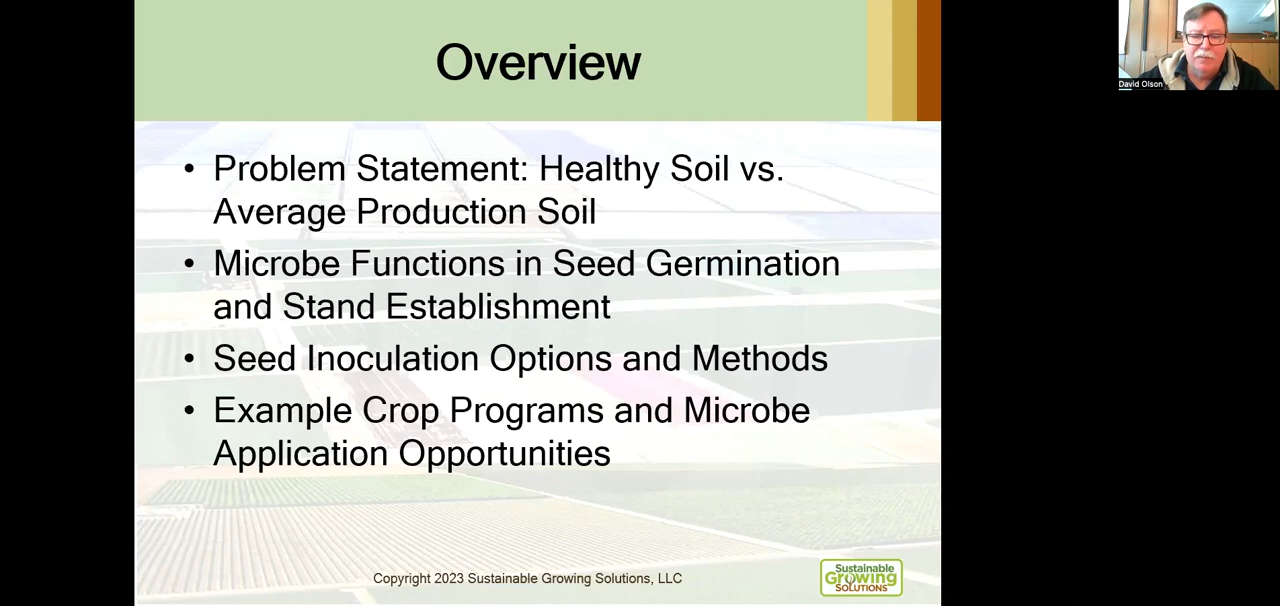 Overview
David Olson
• Problem Statement: Healthy Soil vs.
Average Production Soil
• Microbe Functions in Seed Germination
and Stand Establishment
• Seed Inoculation Options and Methods
• Example Crop Programs and Microbe
Application Opportunities
Copyright 2023 Sustainable Growing Solutions, LLC
Sustainable
Growing
SOLUTIONS